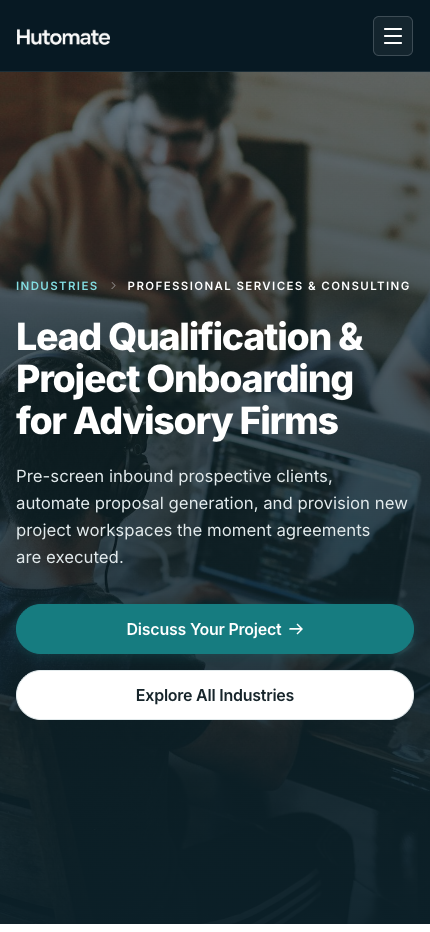 Hutomate
INDUSTRIES > PROFESSIONAL SERVICES & CONSULTING
Lead Qualification &
Project Onboarding
for Advisory Firms
Pre-screen inbound prospective clients,
automate proposal generation, and provision new
project workspaces the moment agreements
are executed.
Discuss Your Project →
Explore All Industries